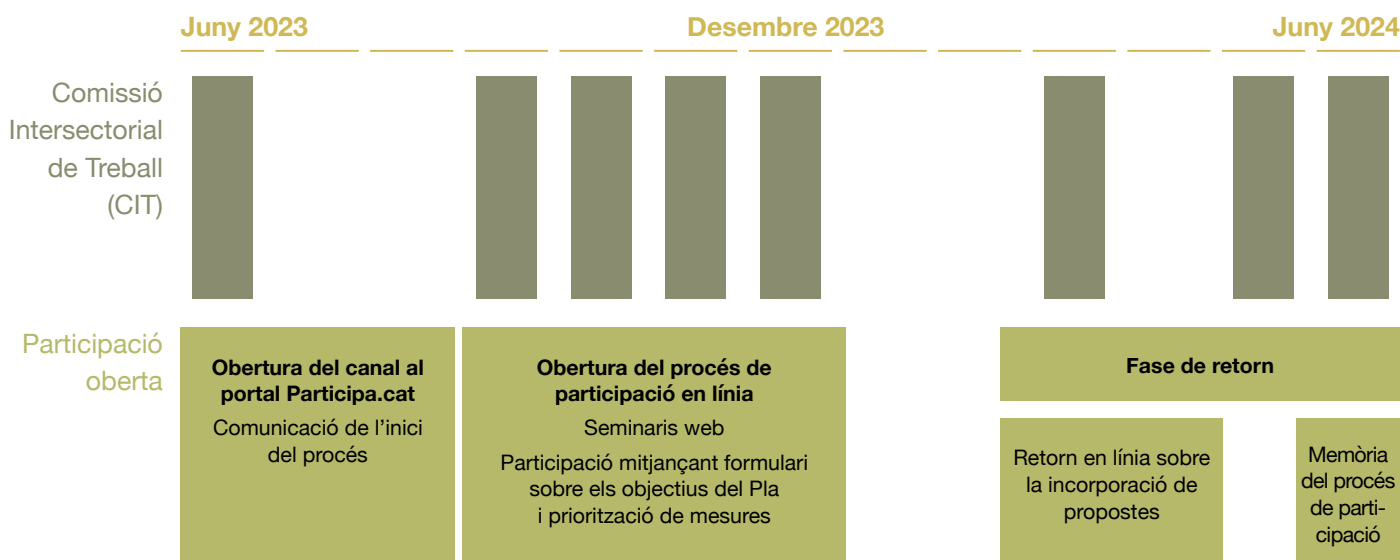 Juny 2023
Desembre 2023
Juny 2024
Comissió
Intersectorial
de Treball
(CIT)
Participació
oberta
Obertura del canal al
portal Participa.cat
Comunicació de l’inici
del procés
Obertura del procés de
participació en línia
Seminaris web
Participació mitjançant formulari
sobre els objectius del Pla
i priorització de mesures
Fase de retorn
Retorn en línia sobre
la incorporació de
propostes
Memòria
del procés
de parti-
cipació